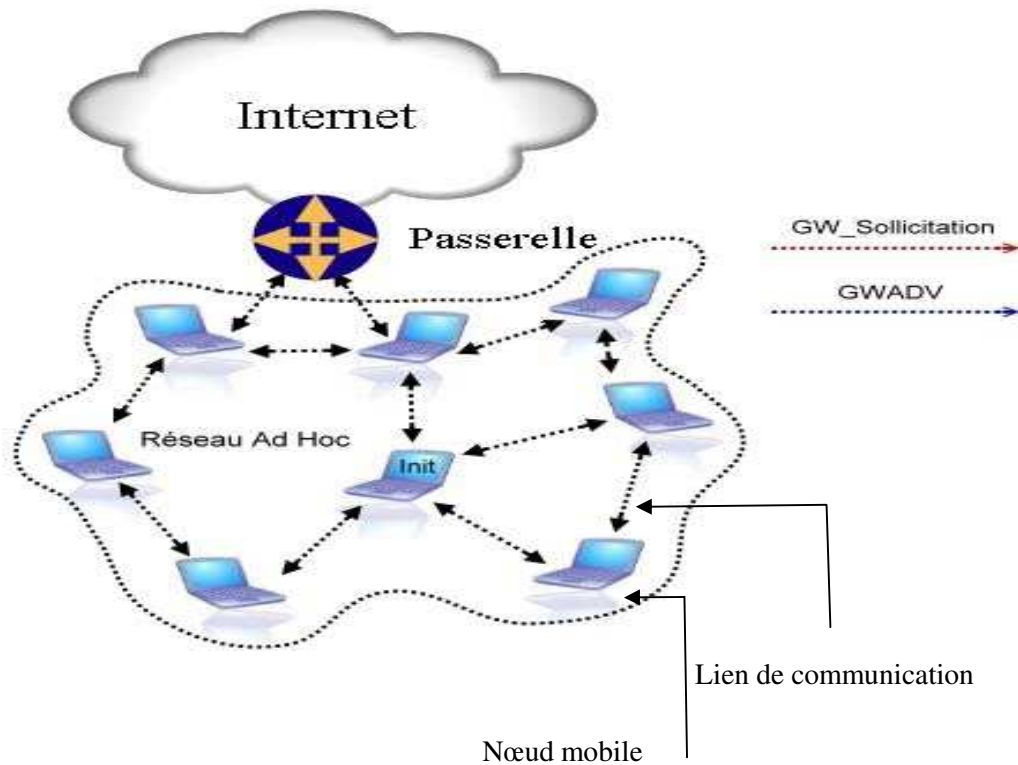 Internet
Passerelle
GW_Sollicitation
GWADV
Réseau Ad Hoc
Init
Lien de communication
Nœud mobile